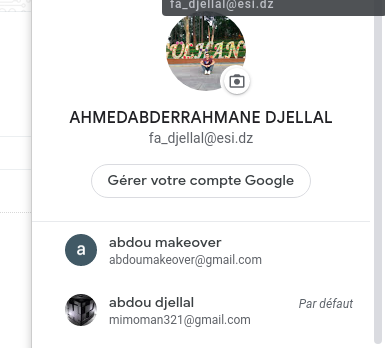 fa_djellal@esi.dz
AHMEDABDERRAHMANE DJELLAL
fa_djellal@esi.dz
Gérer votre compte Google
a
abdou makeover
abdoumakeover@gmail.com
abdou djellal
Par défaut
mimoman321@gmail.com